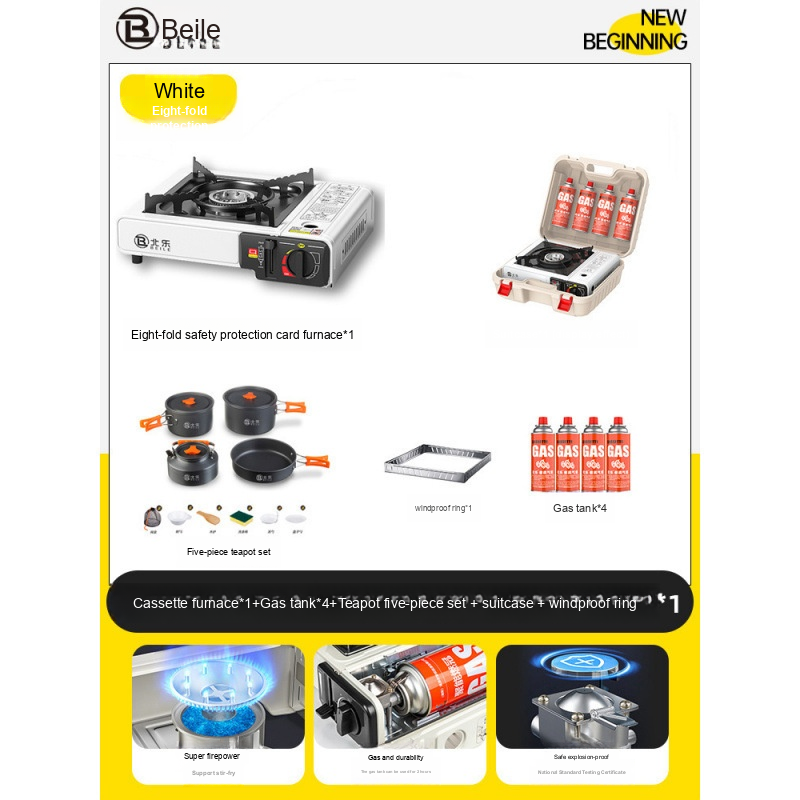 B Beile
NEW
BEGINNING
White
Eight-fold
B 北乐
BEILE
GAS GAS GAS GAS
Eight-fold safety protection card furnace*1
GAS GAS GAS GAS
windproof ring*1
Gas tank*4
Five-piece teapot set
Cassette furnace*1+Gas tank*4+Teapot five-piece set + suitcase + windproof ring *1
GAS
Super firepower
Support stir-fry
Gas and durability
Safe explosion-proof
National Standard Testing Certificate